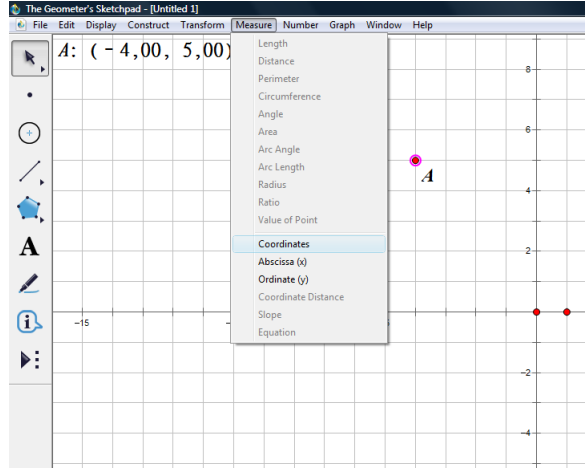 The Geometer's Sketchpad - [Untitled 1]
File Edit Display Construct Transform Measure Number Graph Window Help
A: ( -4,00, 5,00)
Length
Distance
Perimeter
Circumference
Angle
Area
Arc Angle
Arc Length
Radius
Ratio
Value of Point
Coordinates
Abscissa (x)
Ordinate (y)
Coordinate Distance
Slope
Equation
A
A
8
6
4
2
-15
-2
-4